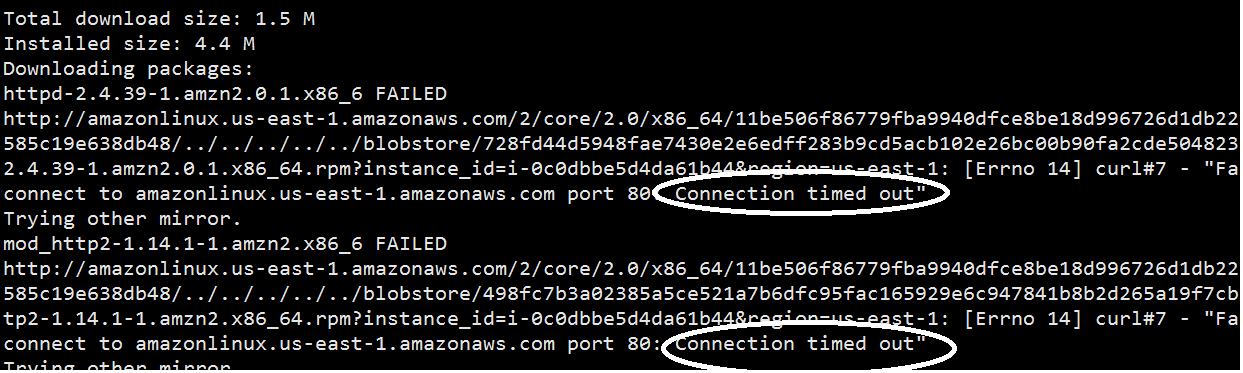 Total download size: 1.5 M
Installed size: 4.4 M
Downloading packages:
httpd-2.4.39-1.amzn2.0.1.x86_6 FAILED
http://amazonlinux.us-east-1.amazonaws.com/2/core/2.0/x86_64/11be506f86779fba9940dfce8be18d996726d1db22
585c19e638db48/../../../../../blobstore/728fd44d5948fae7430e2e6edff283b9cd5acb102e26bc00b90fa2cde504823
2.4.39-1.amzn2.0.1.x86_64.rpm?instance_id=i-0c0dbbe5d4da61b44&region=us-east-1: [Errno 14] curl#7 - "Fa
connect to amazonlinux.us-east-1.amazonaws.com port 80: Connection timed out"
Trying other mirror.
mod_http2-1.14.1-1.amzn2.x86_6 FAILED
http://amazonlinux.us-east-1.amazonaws.com/2/core/2.0/x86_64/11be506f86779fba9940dfce8be18d996726d1db22
585c19e638db48/../../../../../blobstore/498fc7b3a02385a5ce521a7b6dfc95fac165929e6c947841b8b2d265a19f7cb
tp2-1.14.1-1.amzn2.x86_64.rpm?instance_id=i-0c0dbbe5d4da61b44&region=us-east-1: [Errno 14] curl#7 - "Fa
connect to amazonlinux.us-east-1.amazonaws.com port 80: Connection timed out"
Trying other mirror.